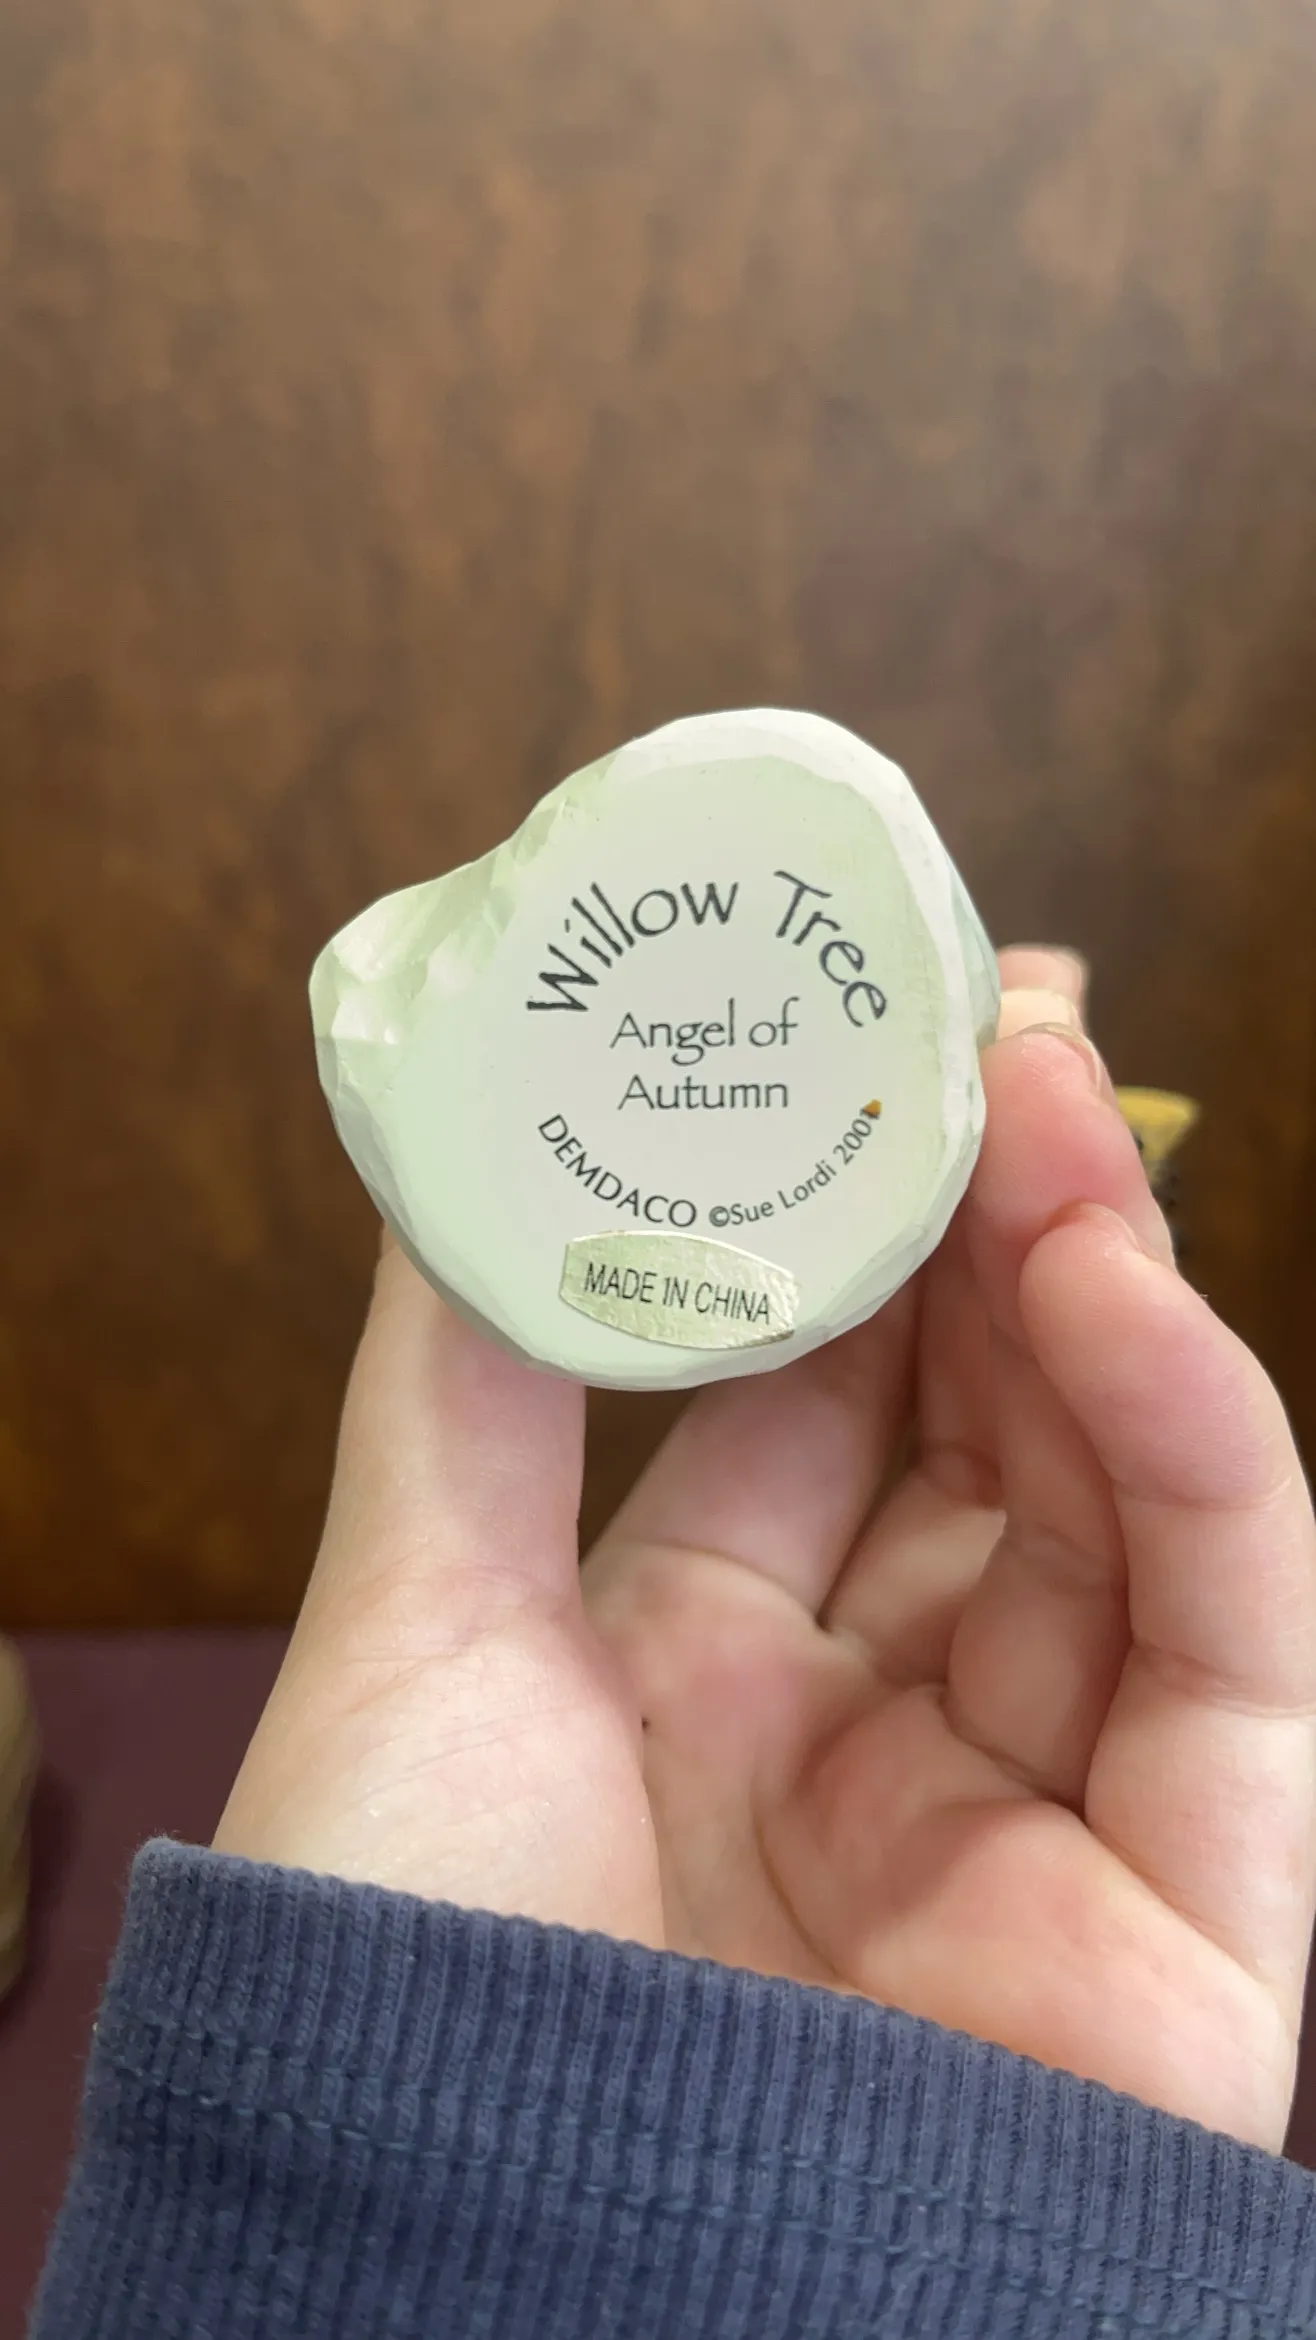 Willow Tree
Angel of
Autumn
DEMDACO ©Sue Lordi 2001
MADE IN CHINA